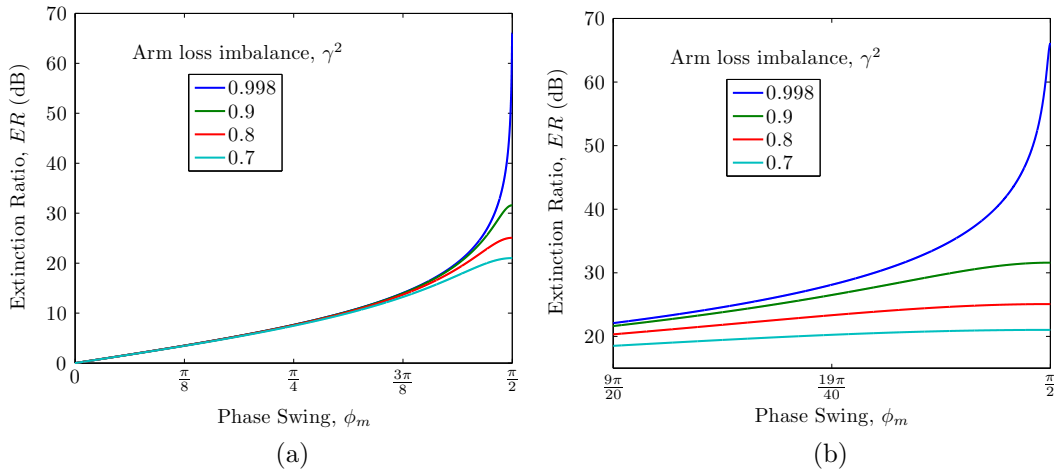 70
60
50
40
30
20
10
0
Extinction Ratio, ER (dB)
Arm loss imbalance, γ²
0.998
0.9
0.8
0.7
0
π/8
π/4
3π/8
π/2
Phase Swing, ϕm
(a)
70
60
50
40
30
20
Extinction Ratio, ER (dB)
Arm loss imbalance, γ²
0.998
0.9
0.8
0.7
9π/20
19π/40
π/2
Phase Swing, ϕm
(b)